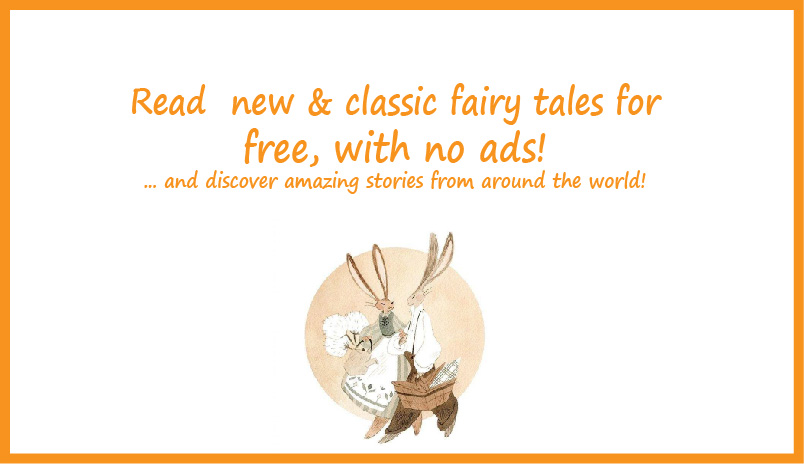 Read  new & classic fairy tales for
free, with no ads!
... and discover amazing stories from around the world!